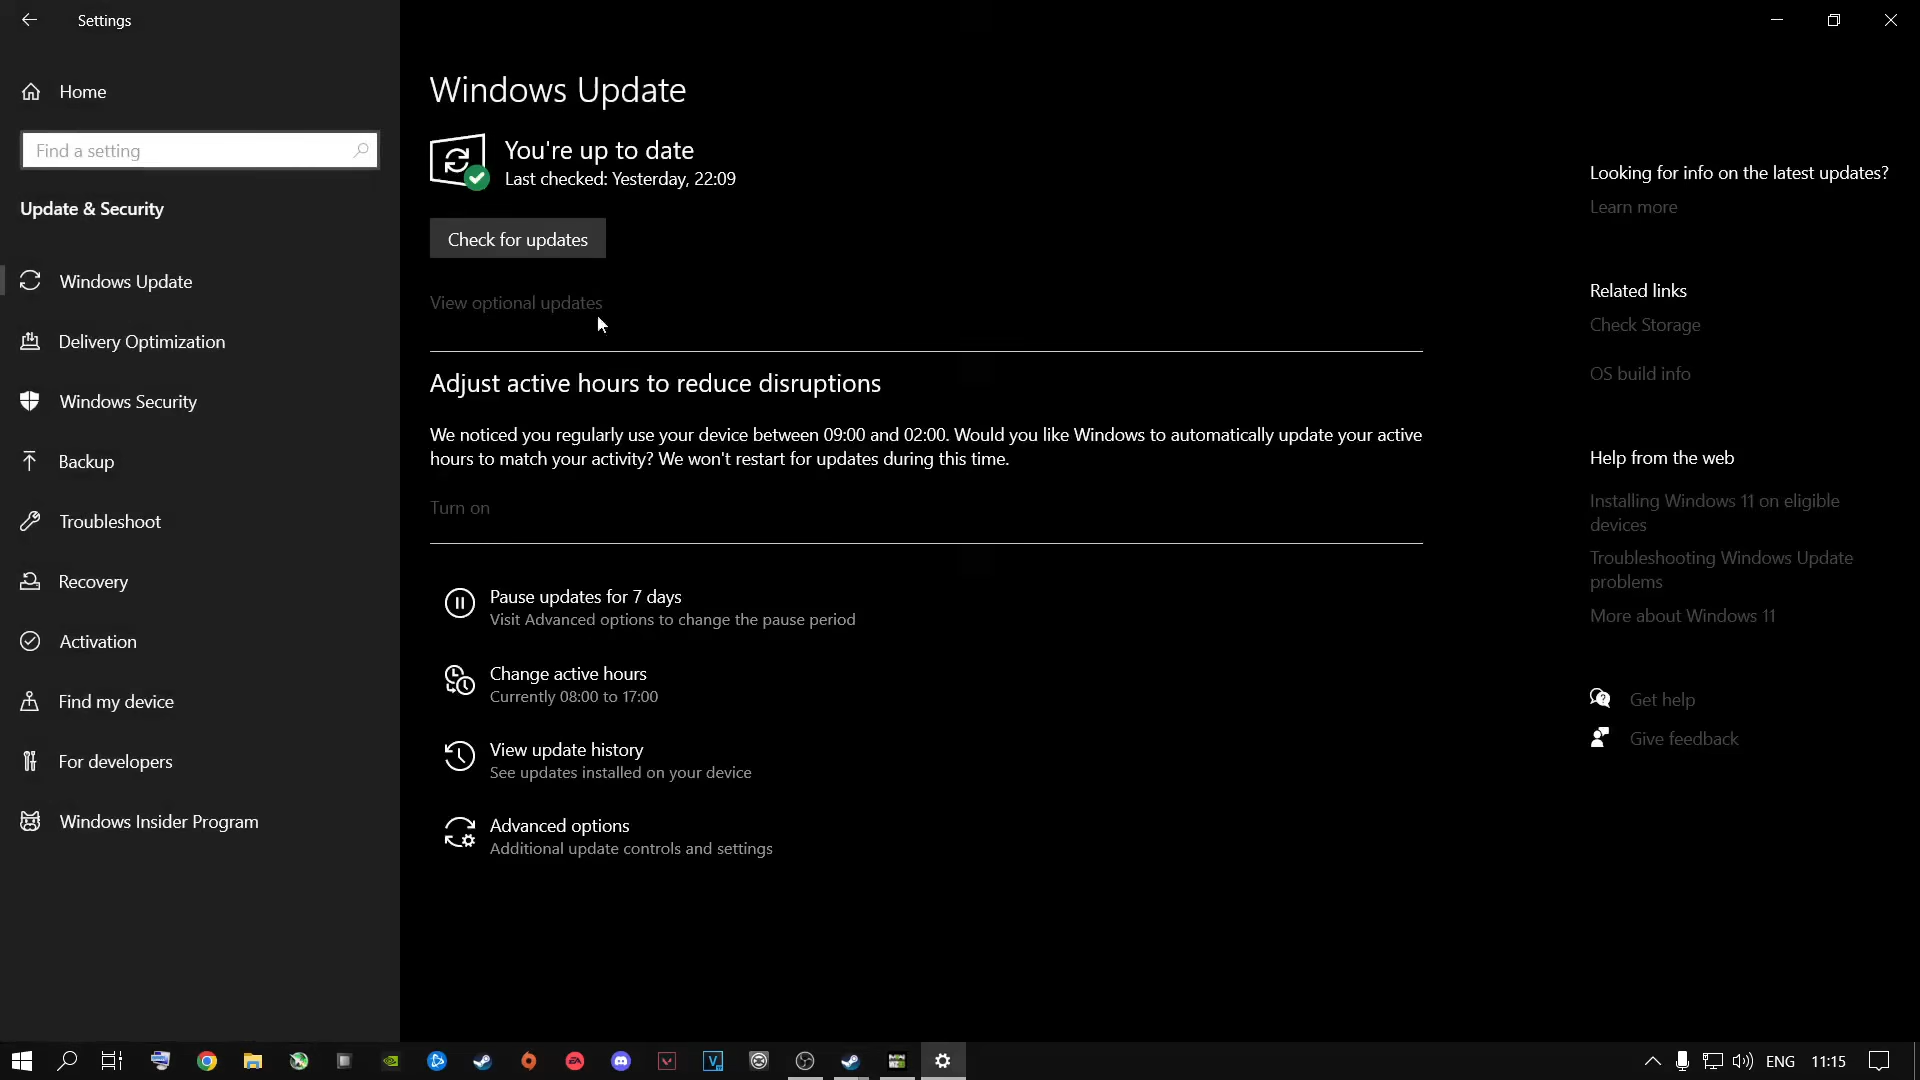 Settings
Home
Find a setting
Update & Security
Windows Update
Delivery Optimization
Windows Security
Backup
Troubleshoot
Recovery
Activation
Find my device
For developers
Windows Insider Program
Windows Update
You're up to date
Last checked: Yesterday, 22:09
Check for updates
View optional updates
Adjust active hours to reduce disruptions
We noticed you regularly use your device between 09:00 and 02:00. Would you like Windows to automatically update your active
hours to match your activity? We won't restart for updates during this time.
Turn on
Pause updates for 7 days
Visit Advanced options to change the pause period
Change active hours
Currently 08:00 to 17:00
View update history
See updates installed on your device
Advanced options
Additional update controls and settings
Looking for info on the latest updates?
Learn more
Related links
Check Storage
OS build info
Help from the web
Installing Windows 11 on eligible
devices
Troubleshooting Windows Update
problems
More about Windows 11
Get help
Give feedback
EA
V
ENG
11:15